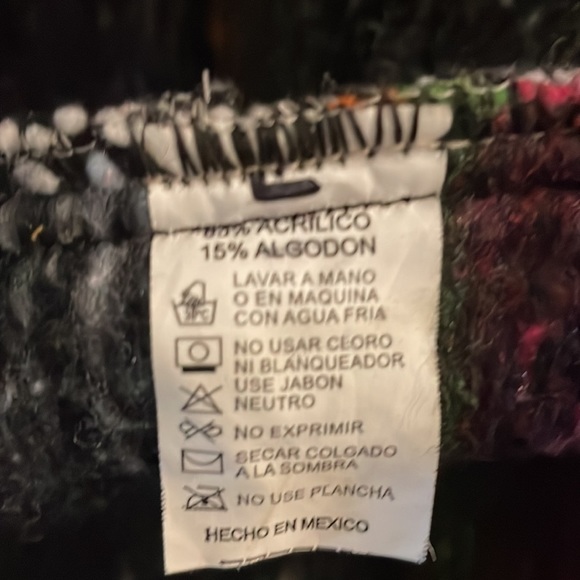 85% ACRILICO
15% ALGODON
LAVAR A MANO
O EN MAQUINA
CON AGUA FRIA
NO USAR CLORO
NI BLANQUEADOR
USE JABON
NEUTRO
NO EXPRIMIR
SECAR COLGADO
A LA SOMBRA
NO USE PLANCHA
HECHO EN MEXICO